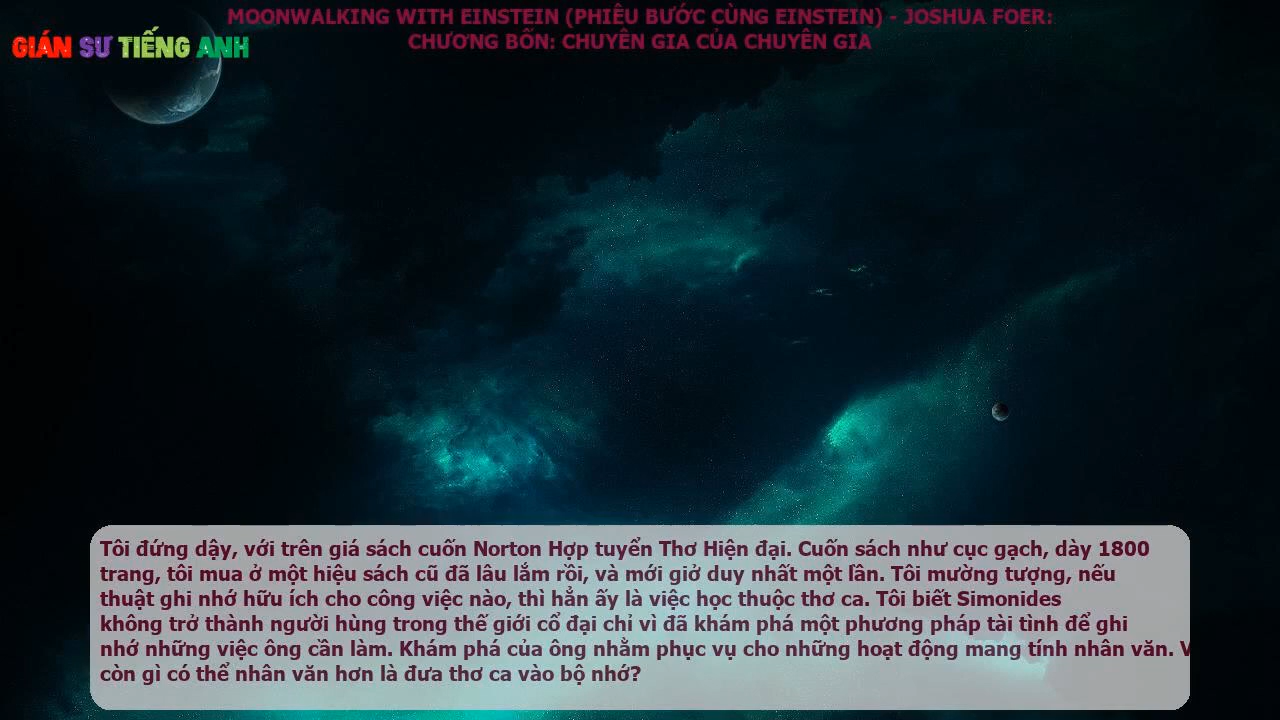 MOONWALKING WITH EINSTEIN (PHIÊU BƯỚC CÙNG EINSTEIN) - JOSHUA FOER:
CHƯƠNG BỐN: CHUYÊN GIA CỦA CHUYÊN GIA
GIÁN SƯ TIẾNG ANH
Tôi đứng dậy, với trên giá sách cuốn Norton Hợp tuyển Thơ Hiện đại. Cuốn sách như cục gạch, dày 1800
trang, tôi mua ở một hiệu sách cũ đã lâu lắm rồi, và mới giở duy nhất một lần. Tôi mường tượng, nếu
thuật ghi nhớ hữu ích cho công việc nào, thì hẳn ấy là việc học thuộc thơ ca. Tôi biết Simonides
không trở thành người hùng trong thế giới cổ đại chỉ vì đã khám phá một phương pháp tài tình để ghi
nhớ những việc ông cần làm. Khám phá của ông nhằm phục vụ cho những hoạt động mang tính nhân văn.
còn gì có thể nhân văn hơn là đưa thơ ca vào bộ nhớ?